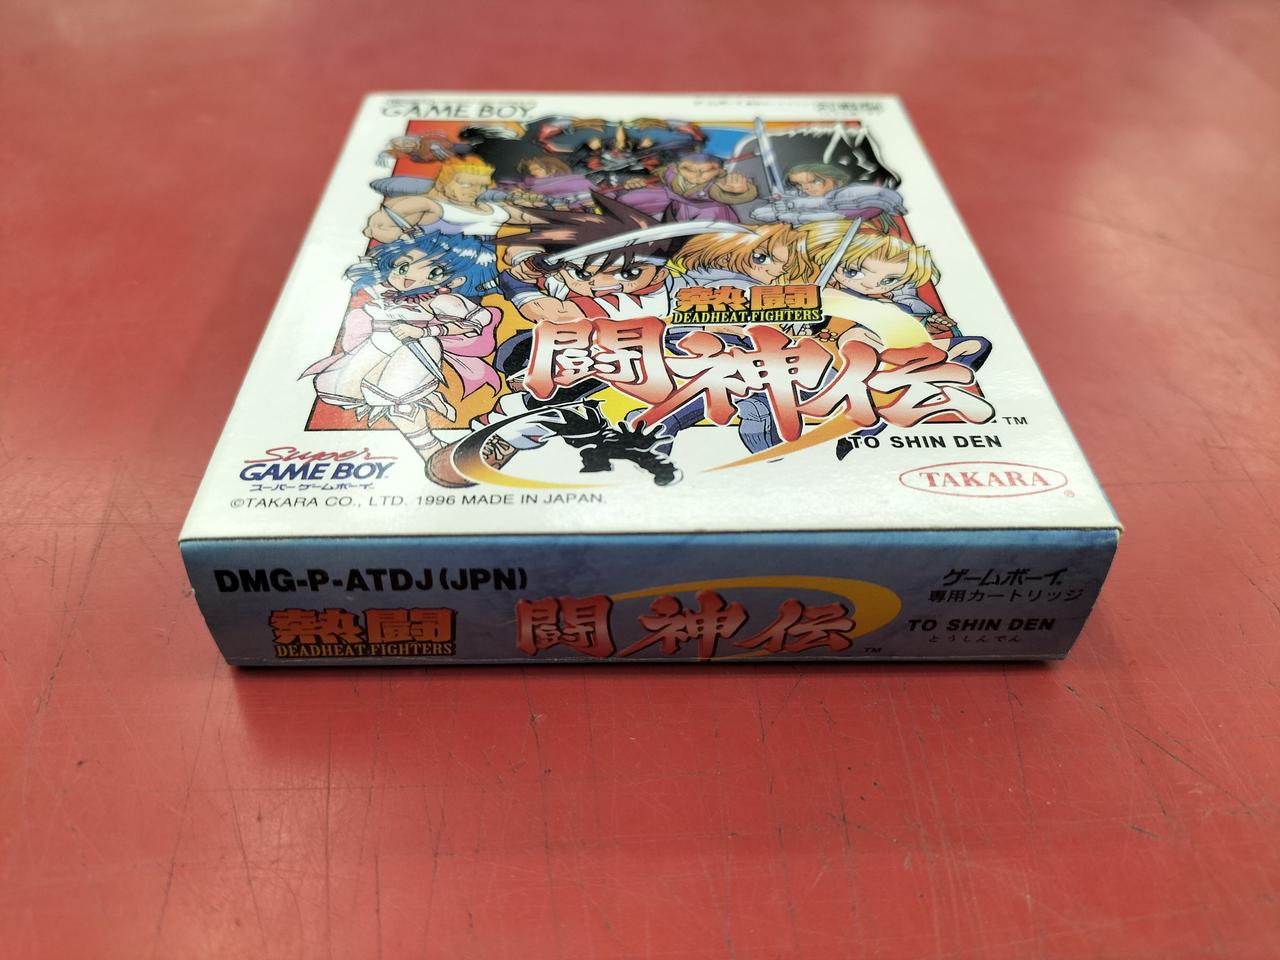 GAME BOY
熱闘
DEADHEAT FIGHTERS
闘神伝
TM
TO SHIN DEN
Super
GAME BOY
スーパーゲームボーイ
TAKARA
®
©TAKARA CO., LTD. 1996 MADE IN JAPAN.
DMG-P-ATDJ(JPN)
熱闘
DEADHEAT FIGHTERS
闘神伝
TM
ゲームボーイ
専用カートリッジ
TO SHIN DEN
とうしんでん